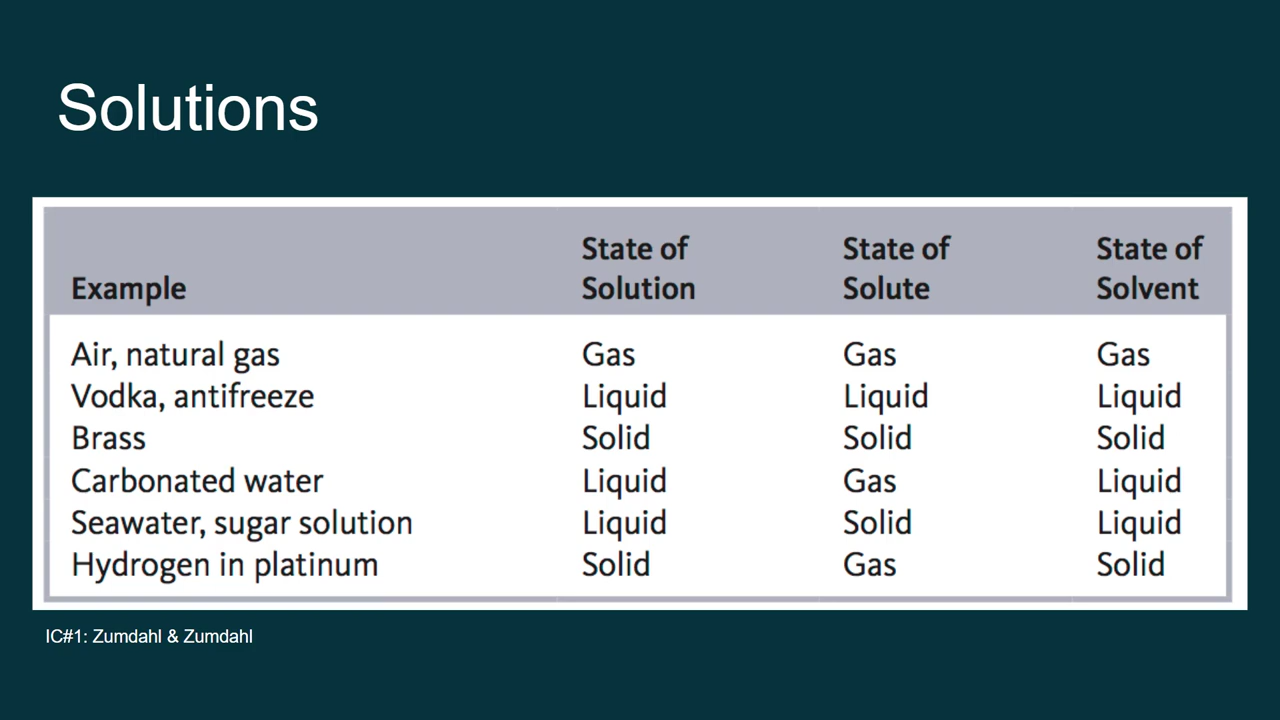 Solutions
State of State of State of
Example Solution Solute Solvent
Air, natural gas Gas Gas Gas
Vodka, antifreeze Liquid Liquid Liquid
Brass Solid Solid Solid
Carbonated water Liquid Gas Liquid
Seawater, sugar solution Liquid Solid Liquid
Hydrogen in platinum Solid Gas Solid
IC#1: Zumdahl & Zumdahl